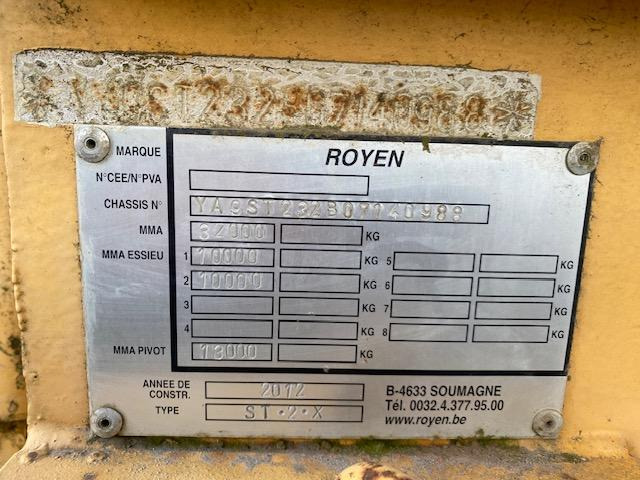 MARQUE ROYEN
N°CEE/N°PVA
CHASSIS N° YA9ST232B07140988
MMA 34000 KG
MMA ESSIEU 1 10000 KG 5 KG
2 10000 KG 6 KG
3 KG 7 KG
4 KG 8 KG
MMA PIVOT 13000 KG
ANNEE DE CONSTR. 2012
TYPE ST·2·X
B-4633 SOUMAGNE
Tél. 0032.4.377.95.00
www.royen.be